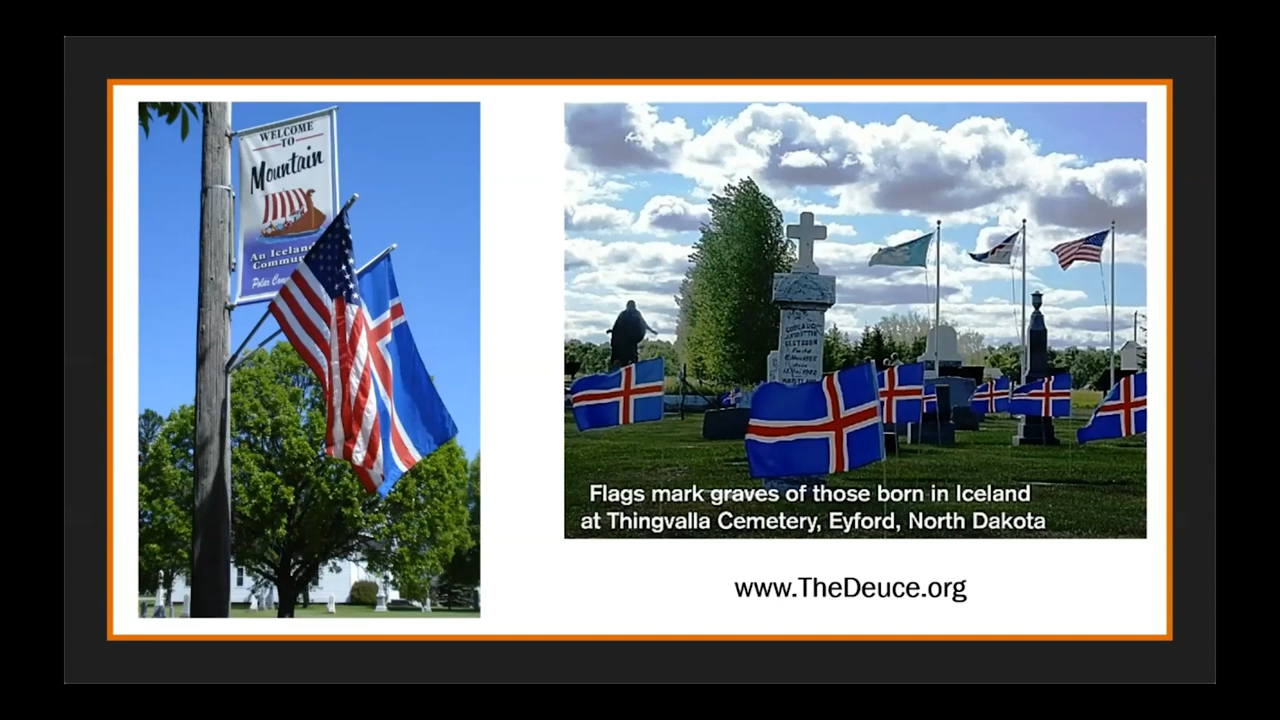 WELCOME
TO
Mountain
An Iceland
Commun
Flags mark graves of those born in Iceland
at Thingvalla Cemetery, Eyford, North Dakota
www.TheDeuce.org